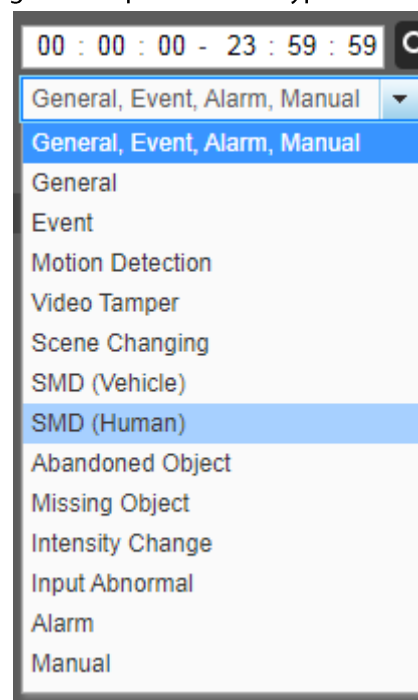 00 : 00 : 00 - 23 : 59 : 59
General, Event, Alarm, Manual
General, Event, Alarm, Manual
General
Event
Motion Detection
Video Tamper
Scene Changing
SMD (Vehicle)
SMD (Human)
Abandoned Object
Missing Object
Intensity Change
Input Abnormal
Alarm
Manual